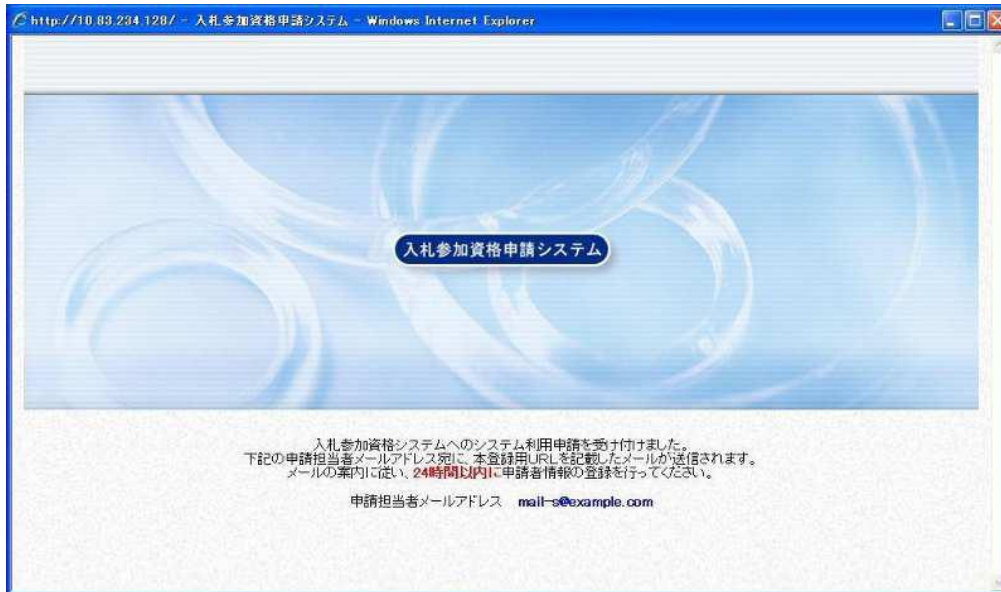 http://10.83.234.128/ - 入札参加資格申請システム - Windows Internet Explorer
入札参加資格申請システム
入札参加資格システムへのシステム利用申請を受け付けました。
下記の申請担当者メールアドレス宛に、本登録用URLを記載したメールが送信されます。
メールの案内に従い、24時間以内に申請者情報の登録を行ってください。
申請担当者メールアドレス mail-s@example.com